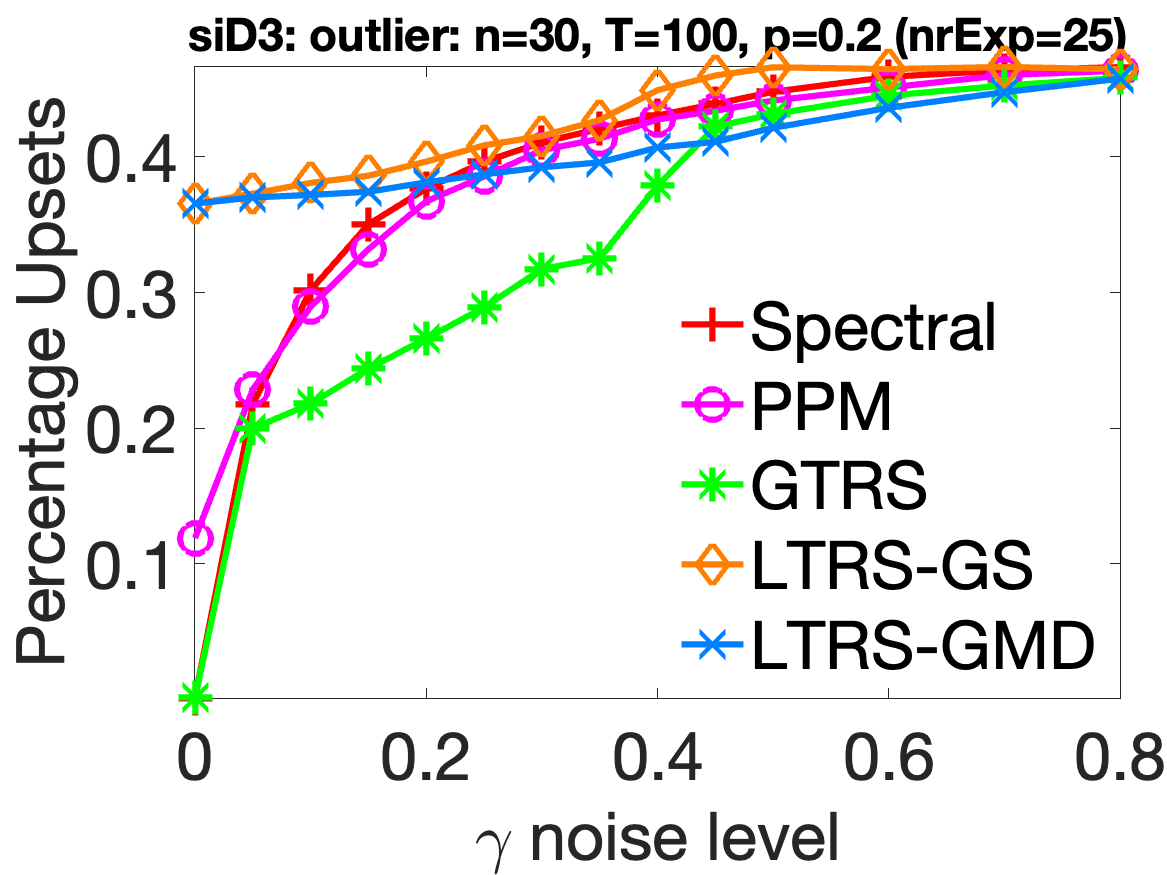 siD3: outlier: n=30, T=100, p=0.2 (nrExp=25)
Percentage Upsets
0.4
0.3
0.2
0.1
Spectral
PPM
GTRS
LTRS-GS
LTRS-GMD
0 0.2 0.4 0.6 0.8
γ noise level